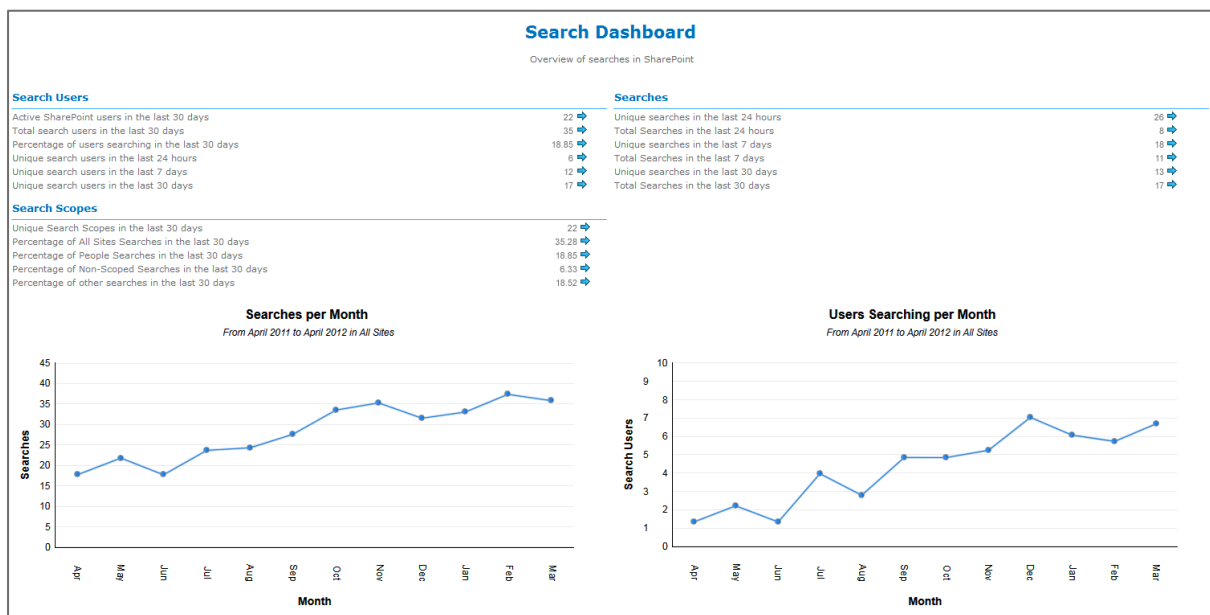 Search Dashboard
Overview of searches in SharePoint
Search Users
Active SharePoint users in the last 30 days 22
Total search users in the last 30 days 35
Percentage of users searching in the last 30 days 18.85
Unique search users in the last 24 hours 6
Unique search users in the last 7 days 12
Unique search users in the last 30 days 17
Searches
Unique searches in the last 24 hours 26
Total Searches in the last 24 hours 8
Unique searches in the last 7 days 18
Total Searches in the last 7 days 11
Unique searches in the last 30 days 13
Total Searches in the last 30 days 17
Search Scopes
Unique Search Scopes in the last 30 days 22
Percentage of All Sites Searches in the last 30 days 35.28
Percentage of People Searches in the last 30 days 18.85
Percentage of Non-Scoped Searches in the last 30 days 6.33
Percentage of other searches in the last 30 days 18.52
Searches per Month
From April 2011 to April 2012 in All Sites
45
40
35
30
25
20
15
10
5
0
Searches
Apr May Jun Jul Aug Sep Oct Nov Dec Jan Feb Mar
Month
Users Searching per Month
From April 2011 to April 2012 in All Sites
10
9
8
7
6
5
4
3
2
1
0
Search Users
Apr May Jun Jul Aug Sep Oct Nov Dec Jan Feb Mar
Month